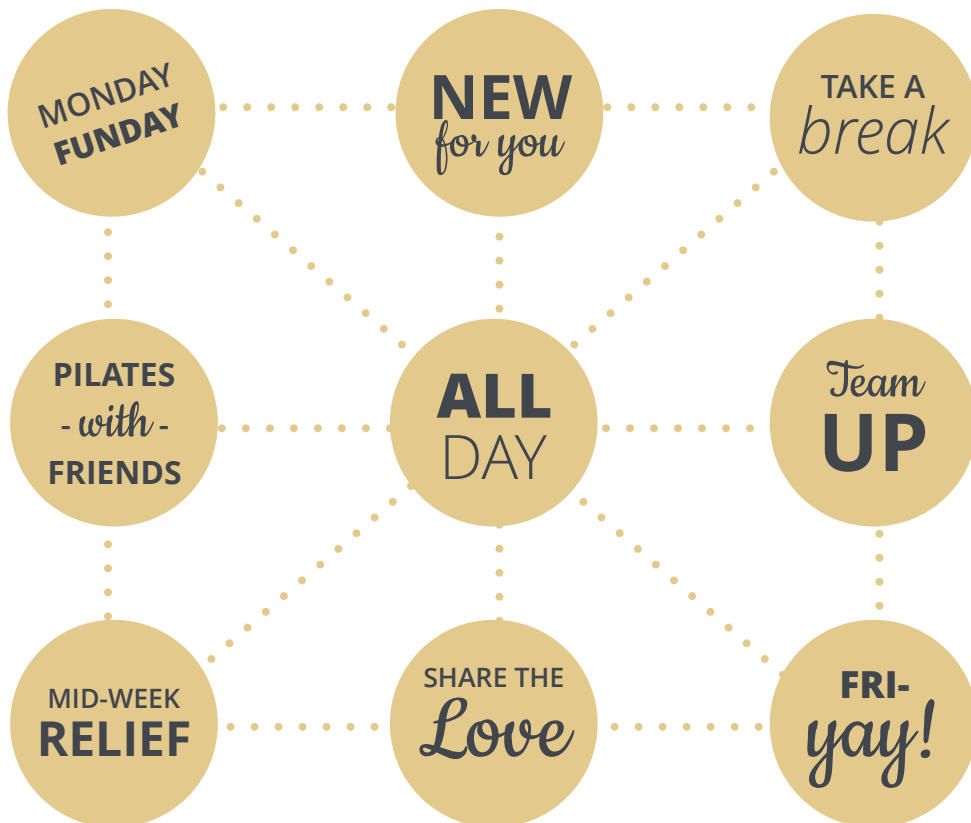 MONDAY
FUNDAY
NEW
for you
TAKE A
break
PILATES
- with -
FRIENDS
ALL
DAY
Team
UP
MID-WEEK
RELIEF
SHARE THE
Love
FRI-
yay!